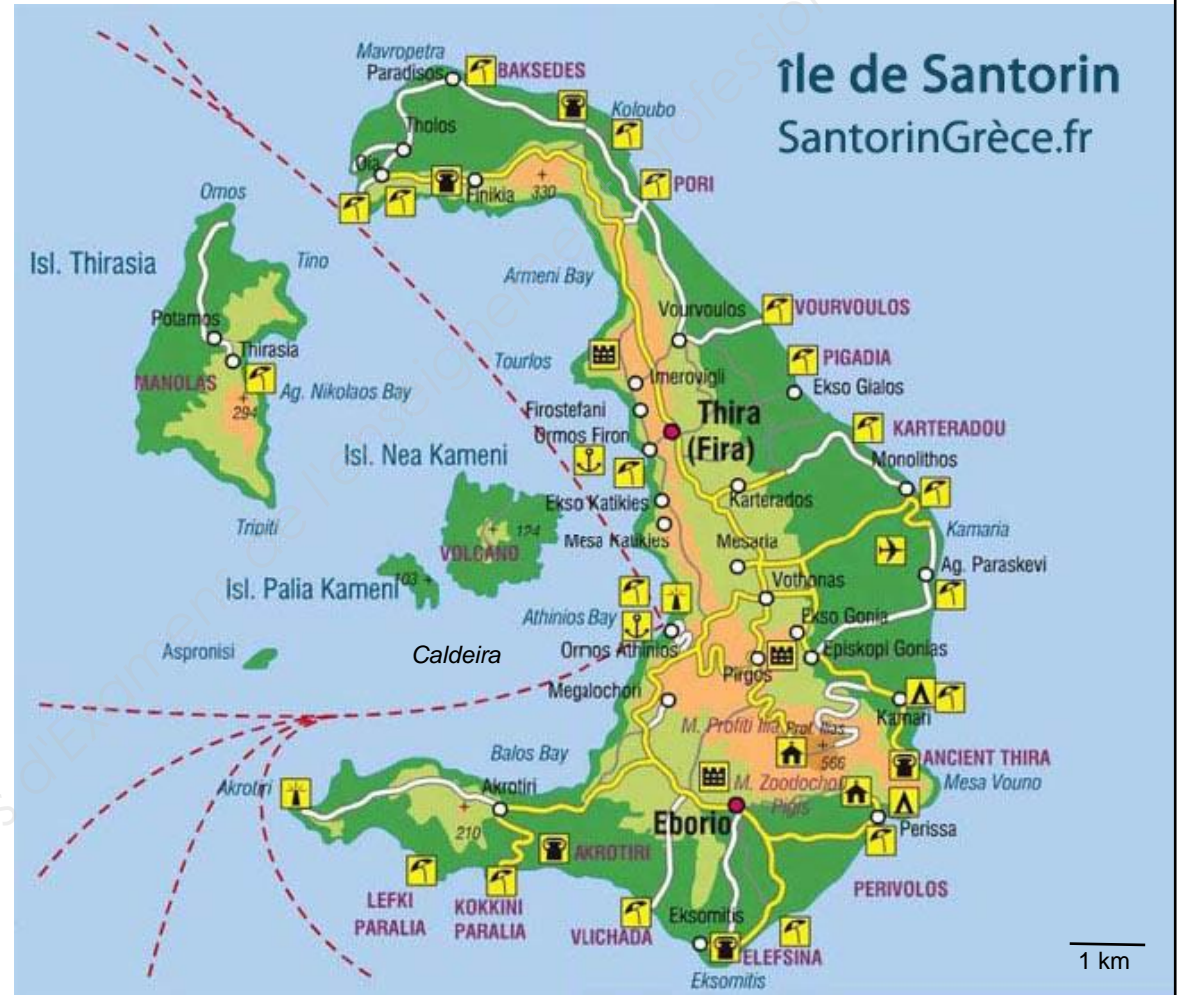 île de Santorin
SantorinGrèce.fr
Mavropetra
Paradisos
BAKSEDES
Koloubo
Tholos
Oia
Finikia
330
PORI
Omos
Isl. Thirasia
Tino
Armeni Bay
Potamos
Thirasia
MANOLAS
Ag. Nikolaos Bay
294
Tripiti
Vourvoulos
VOURVOULOS
Tourlos
PIGADIA
Imerovigli
Ekso Gialos
Firostefani
Thira
(Fira)
Ormos Firon
KARTERADOU
Monolithos
Isl. Nea Kameni
Ekso Katikies
Karterados
Mesa Katikies
Mesaria
Kamaria
124
VOLCANO
Isl. Palia Kameni
103
Ag. Paraskevi
Vothonas
Athinios Bay
Ekso Gonia
Aspronisi
Caldeira
Ormos Athinios
Episkopi Gonias
Pirgos
Megalochori
Kamari
M. Profiti Ilia
Prof. Ilias
566
ANCIENT THIRA
Mesa Vouno
Balos Bay
Akrotiri
Akrotiri
M. Zoodochof
Pigis
Eborio
Perissa
210
AKROTIRI
LEFKI
PARALIA
KOKKINI
PARALIA
PERIVOLOS
VLICHADA
Eksomitis
ELEFSINA
Eksomitis
1 km